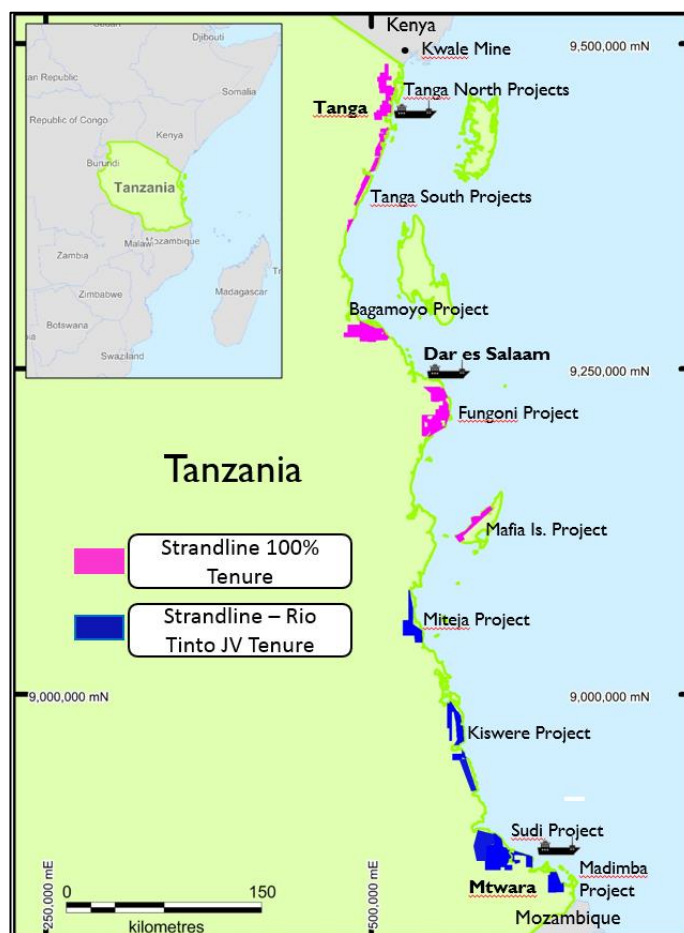 Kenya
9,500,000 mN
Kwale Mine
Tanga North Projects
Tanga
Tanga South Projects
Bagamoyo Project
Dar es Salaam
9,250,000 mN
Fungoni Project
Tanzania
Mafia Is. Project
Strandline 100%
Tenure
Miteja Project
Strandline – Rio
Tinto JV Tenure
9,000,000 mN
9,000,000 mN
Kiswere Project
Sudi Project
Mtwara
Madimba
Project
Mozambique
250,000 mE
500,000 mE
0
150
kilometres
Sudan
Djibouti
African Republic
Ethiopia
Somalia
Republic of Congo
Kenya
Burundi
Tanzania
Malawi
Mozambique
Zambia
Zimbabwe
Madagascar
Botswana
Swaziland